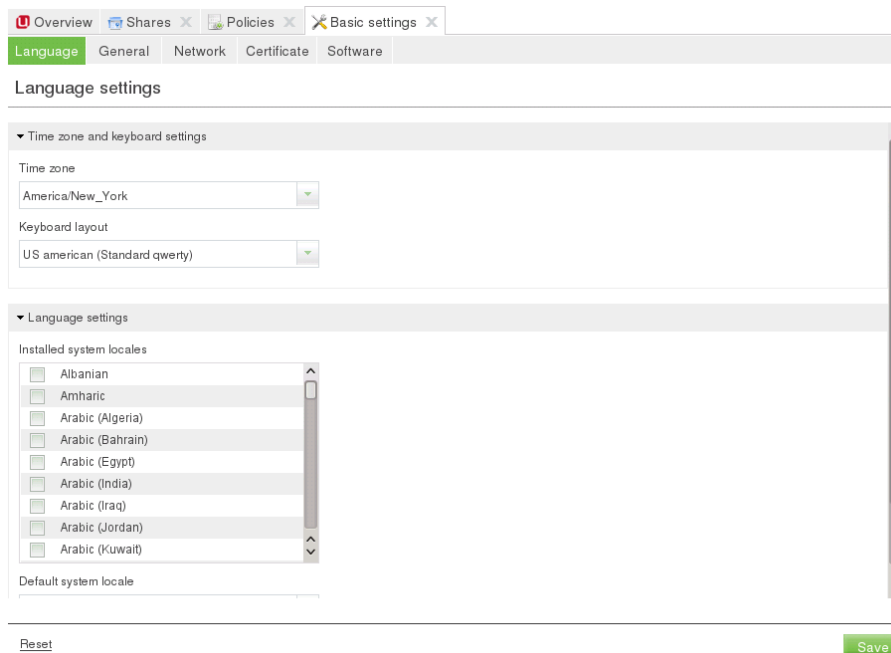 Overview Shares Policies Basic settings
Language General Network Certificate Software
Language settings
Time zone and keyboard settings
Time zone
America/New_York
Keyboard layout
US american (Standard qwerty)
Language settings
Installed system locales
Albanian
Amharic
Arabic (Algeria)
Arabic (Bahrain)
Arabic (Egypt)
Arabic (India)
Arabic (Iraq)
Arabic (Jordan)
Arabic (Kuwait)
Default system locale
Reset Save